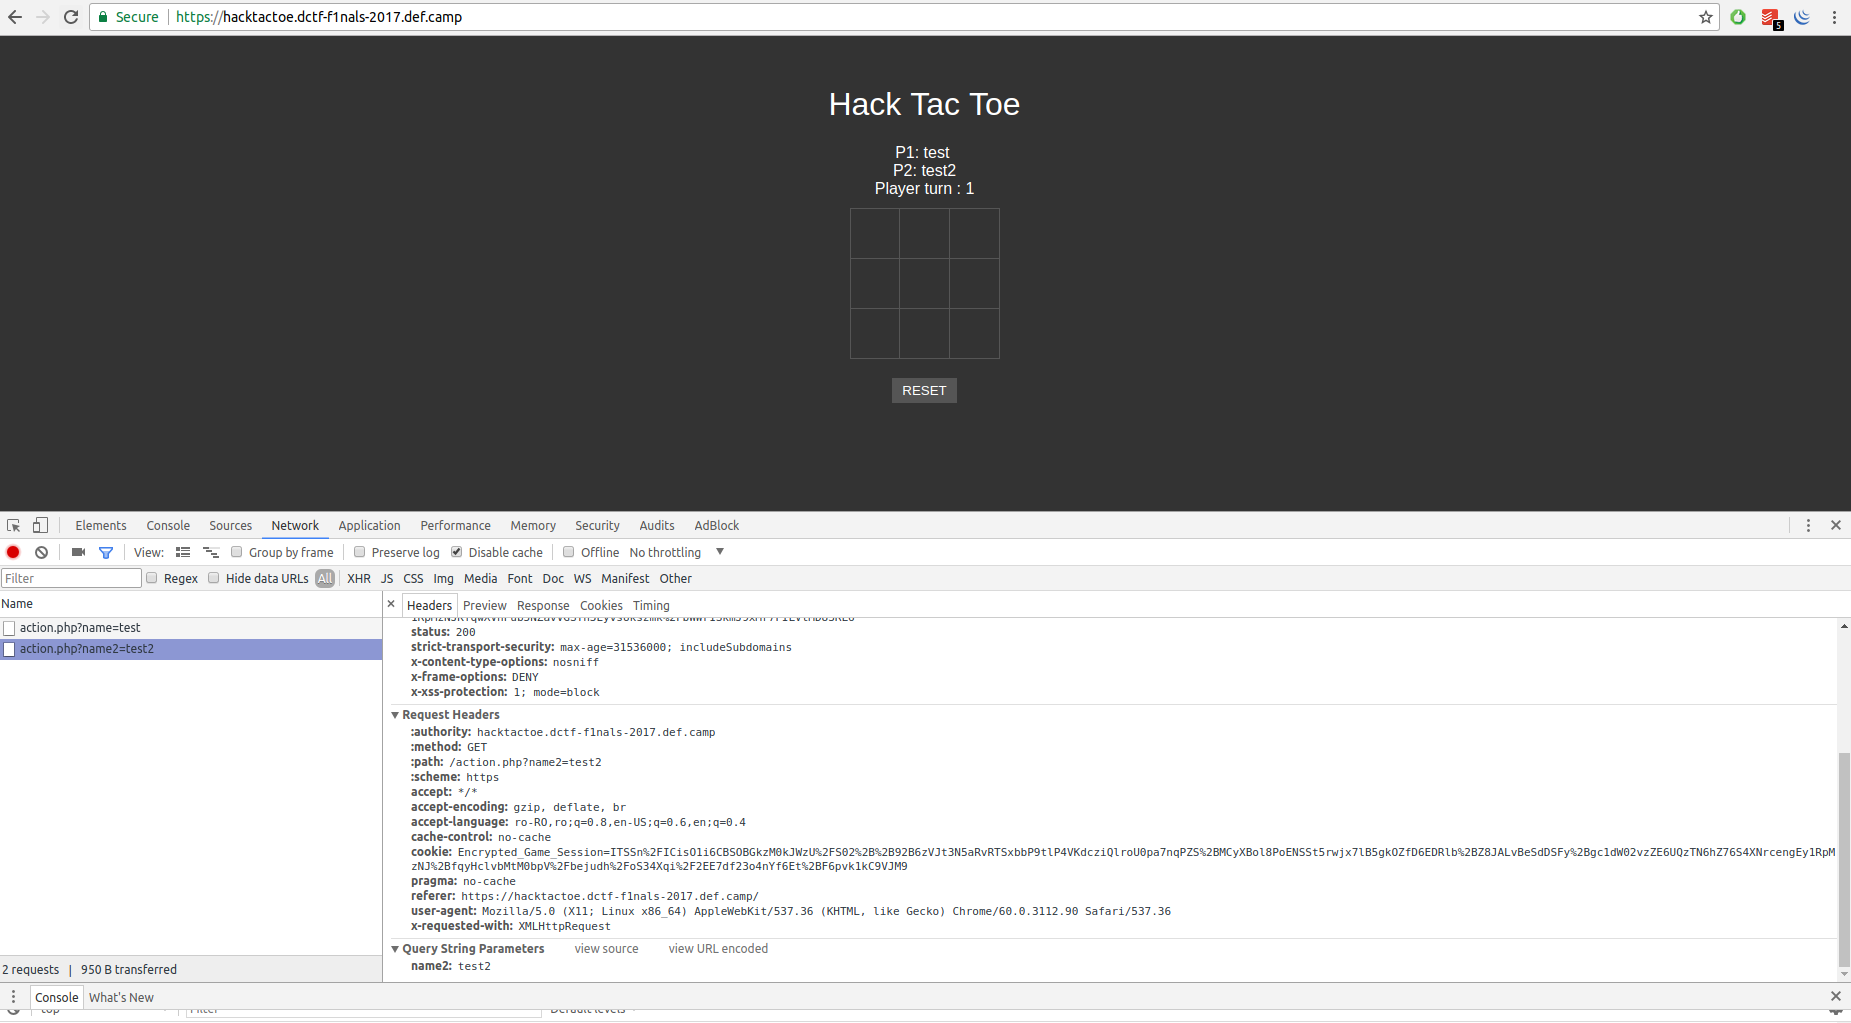 Secure https://hacktactoe.dctf-f1nals-2017.def.camp
5
Hack Tac Toe
P1: test
P2: test2
Player turn : 1
RESET
Elements Console Sources Network Application Performance Memory Security Audits AdBlock
View: Group by frame Preserve log Disable cache Offline No throttling
Filter Regex Hide data URLs All XHR JS CSS Img Media Font Doc WS Manifest Other
Name
× Headers Preview Response Cookies Timing
action.php?name=test
action.php?name2=test2
status: 200
strict-transport-security: max-age=31536000; includeSubdomains
x-content-type-options: nosniff
x-frame-options: DENY
x-xss-protection: 1; mode=block
Request Headers
:authority: hacktactoe.dctf-f1nals-2017.def.camp
:method: GET
:path: /action.php?name2=test2
:scheme: https
accept: */*
accept-encoding: gzip, deflate, br
accept-language: ro-RO,ro;q=0.8,en-US;q=0.6,en;q=0.4
cache-control: no-cache
cookie: Encrypted_Game_Session=ITSSn%2FICisO1i6CBSOBGkzM0kJWzU%2FS02%2B%2B92B6zVJt3N5aRvRTSxbbP9tlP4VKdcziQlroU0pa7nqPZS%2BMCyXBol8PoENSSt5rwjx7lB5gkOZfD6EDRlb%2BZ8JALvBeSdDSFy%2Bgc1dW02vzZE6UQzTN6hZ76S4XNrcengEy1RpM
zNJ%2BfqyHclvbMtM0bpV%2Fbejudh%2FoS34Xqi%2F2EE7df23o4nYf6Et%2BF6pvk1kC9VJM9
pragma: no-cache
referer: https://hacktactoe.dctf-f1nals-2017.def.camp/
user-agent: Mozilla/5.0 (X11; Linux x86_64) AppleWebKit/537.36 (KHTML, like Gecko) Chrome/60.0.3112.90 Safari/537.36
x-requested-with: XMLHttpRequest
Query String Parameters view source view URL encoded
name2: test2
2 requests | 950 B transferred
Console What's New
top Filter Default levels